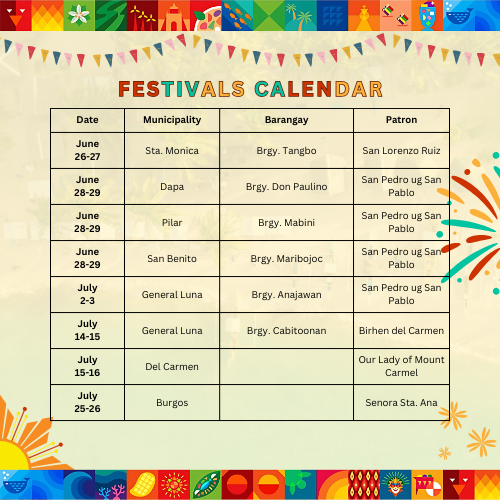 FESTIVALS CALENDAR
Date Municipality Barangay Patron
June 26-27 Sta. Monica Brgy. Tangbo San Lorenzo Ruiz
June 28-29 Dapa Brgy. Don Paulino San Pedro ug San Pablo
June 28-29 Pilar Brgy. Mabini San Pedro ug San Pablo
June 28-29 San Benito Brgy. Maribojoc San Pedro ug San Pablo
July 2-3 General Luna Brgy. Anajawan San Pedro ug San Pablo
July 14-15 General Luna Brgy. Cabitoonan Birhen del Carmen
July 15-16 Del Carmen Our Lady of Mount Carmel
July 25-26 Burgos Senora Sta. Ana